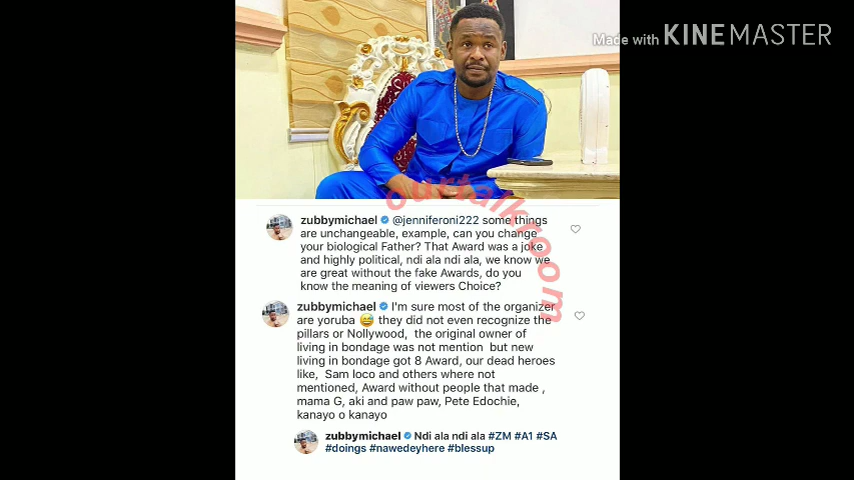 Made with KINEMASTER
ourtalkroom
zubbymichael @jenniferoni222 some things
are unchangeable, example, can you change
your biological Father? That Award was a joke
and highly political, ndi ala ndi ala, we know we
are great without the fake Awards, do you
know the meaning of viewers Choice?
zubbymichael I'm sure most of the organizer
are yoruba 😅 they did not even recognize the
pillars or Nollywood, the original owner of
living in bondage was not mention but new
living in bondage got 8 Award, our dead heroes
like, Sam loco and others where not
mentioned, Award without people that made ,
mama G, aki and paw paw, Pete Edochie,
kanayo o kanayo
zubbymichael Ndi ala ndi ala #ZM #A1 #SA
#doings #nawedeyhere #blessup